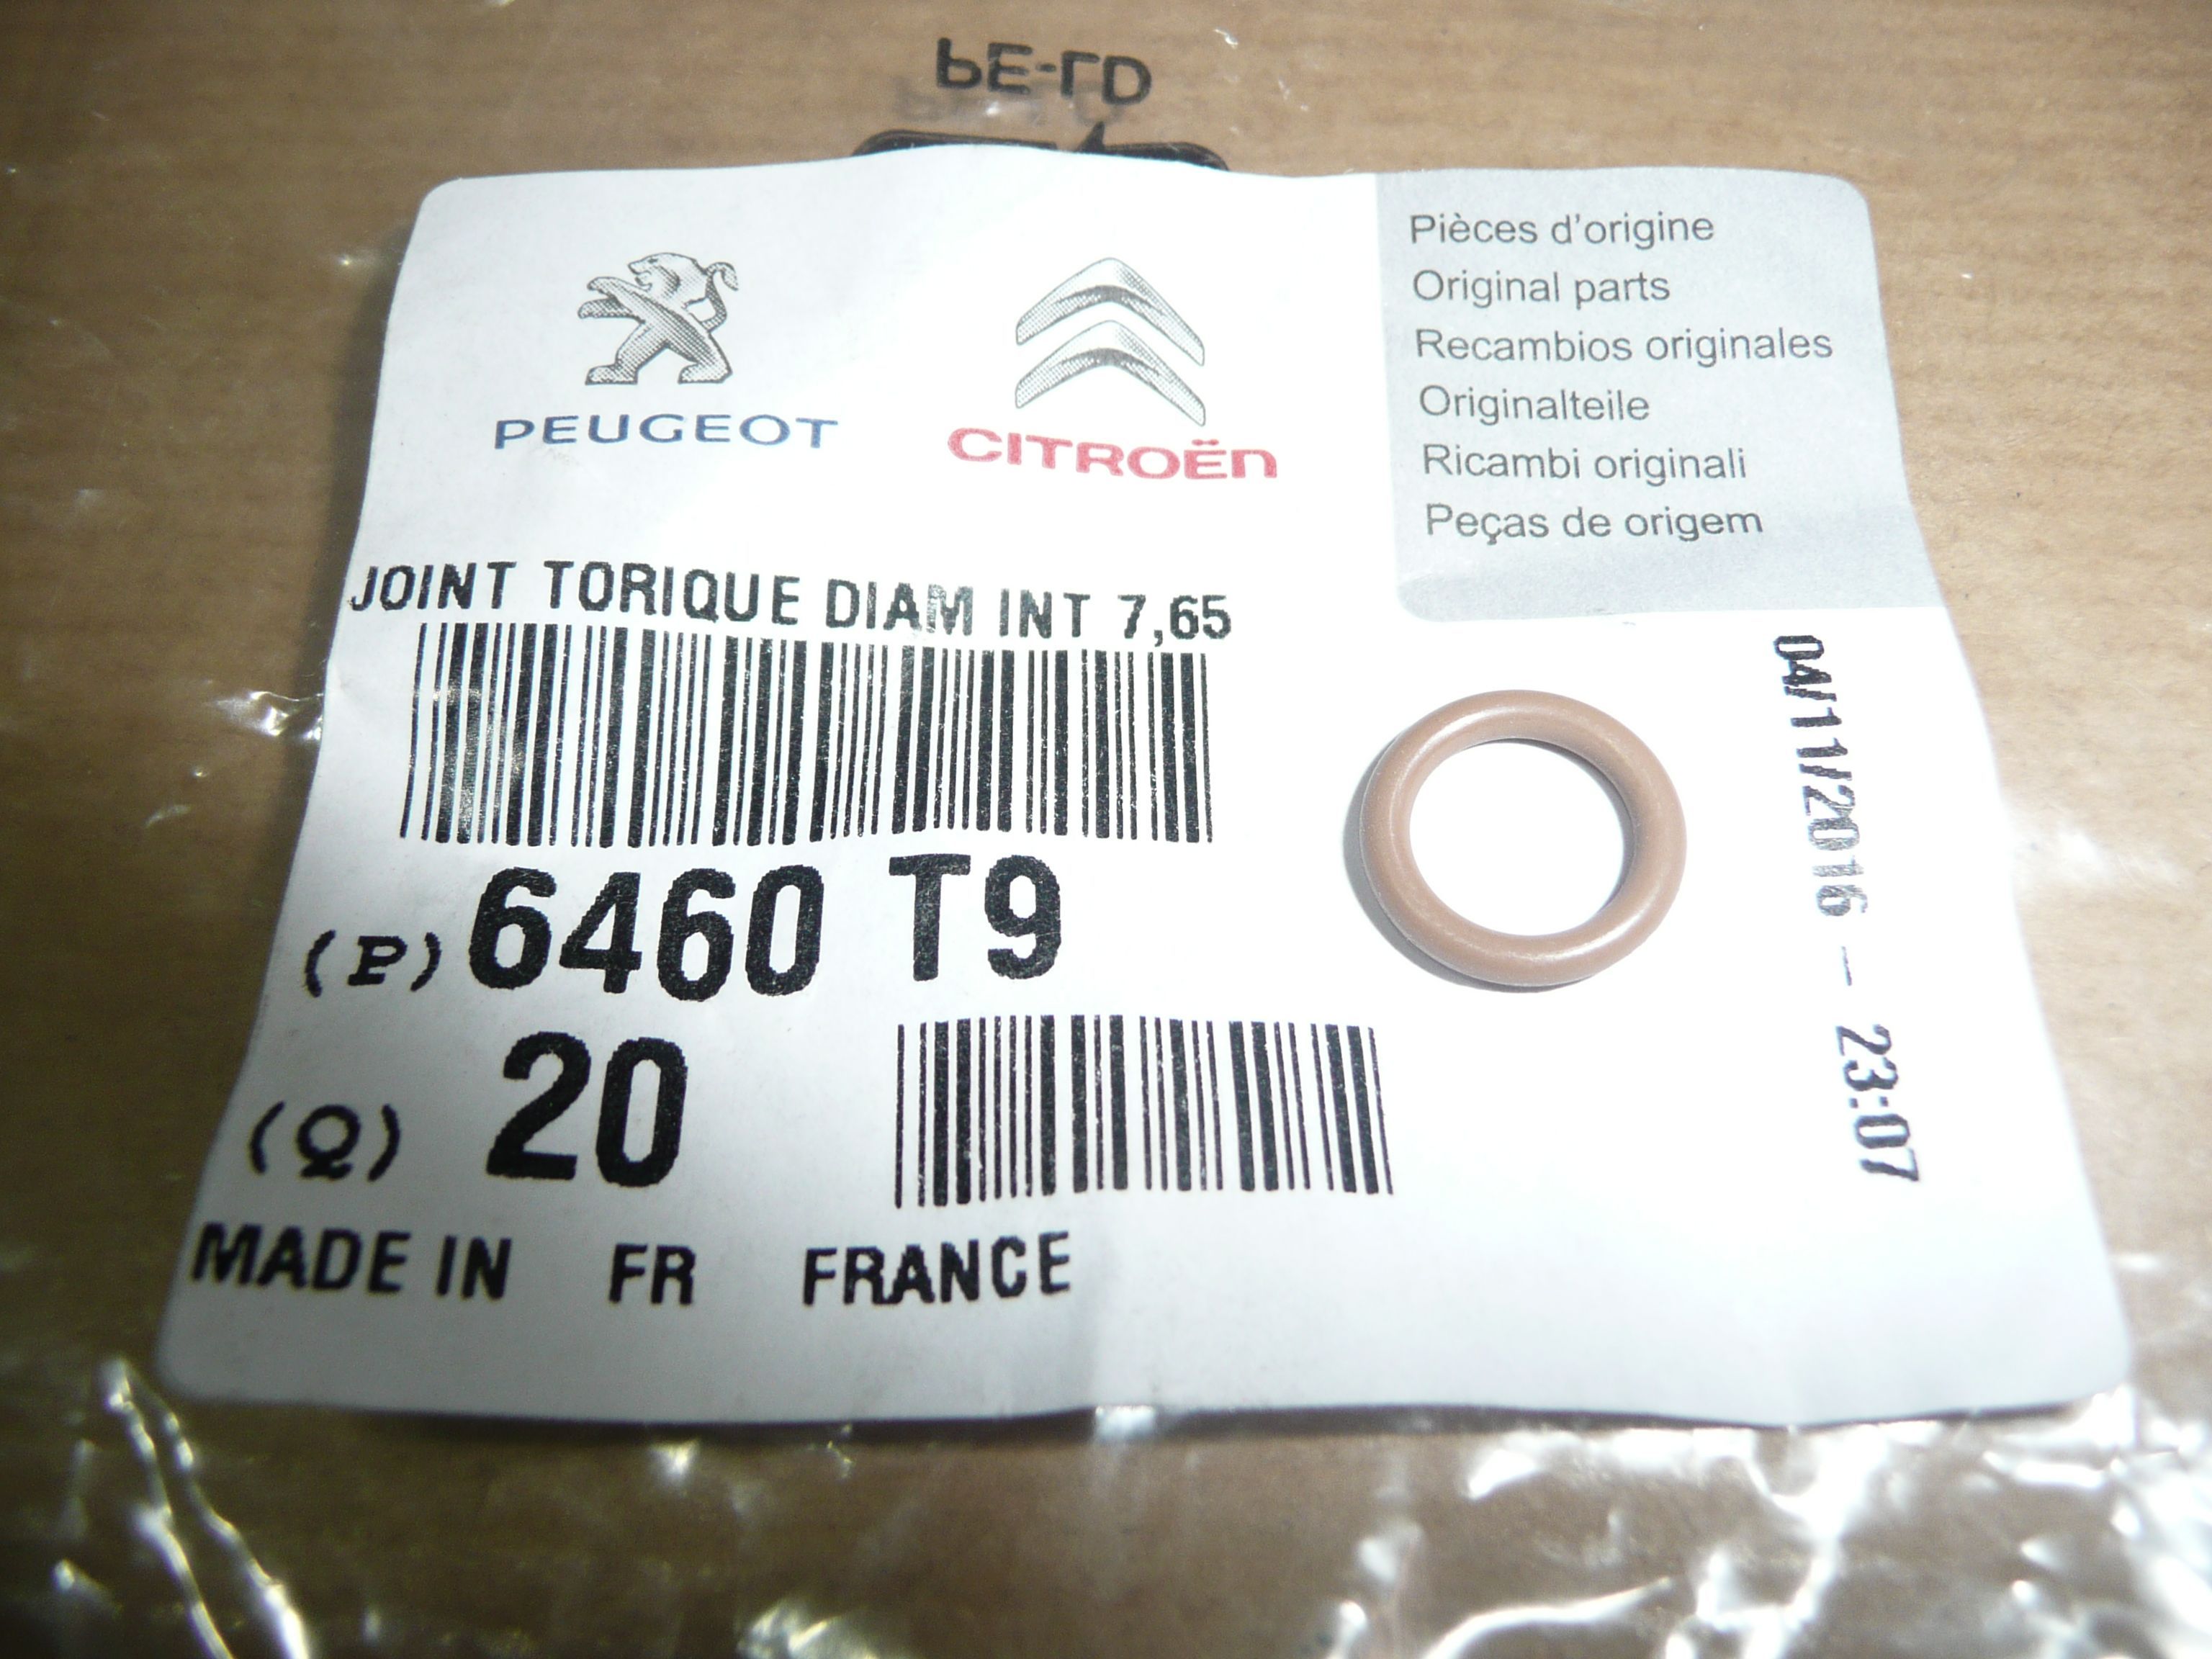 PE-LD
PEUGEOT
CITROËN
Pièces d'origine
Original parts
Recambios originales
Originalteile
Ricambi originali
Peças de origem
JOINT TORIQUE DIAM INT 7,65
(P) 6460 T9
(Q) 20
MADE IN FR FRANCE
04/11/2016 - 23:07